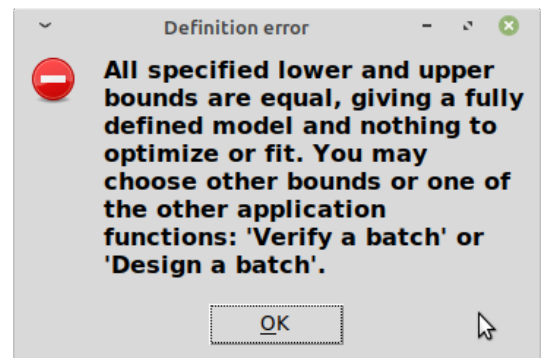 Definition error
All specified lower and upper
bounds are equal, giving a fully
defined model and nothing to
optimize or fit. You may
choose other bounds or one of
the other application
functions: 'Verify a batch' or
'Design a batch'.
OK